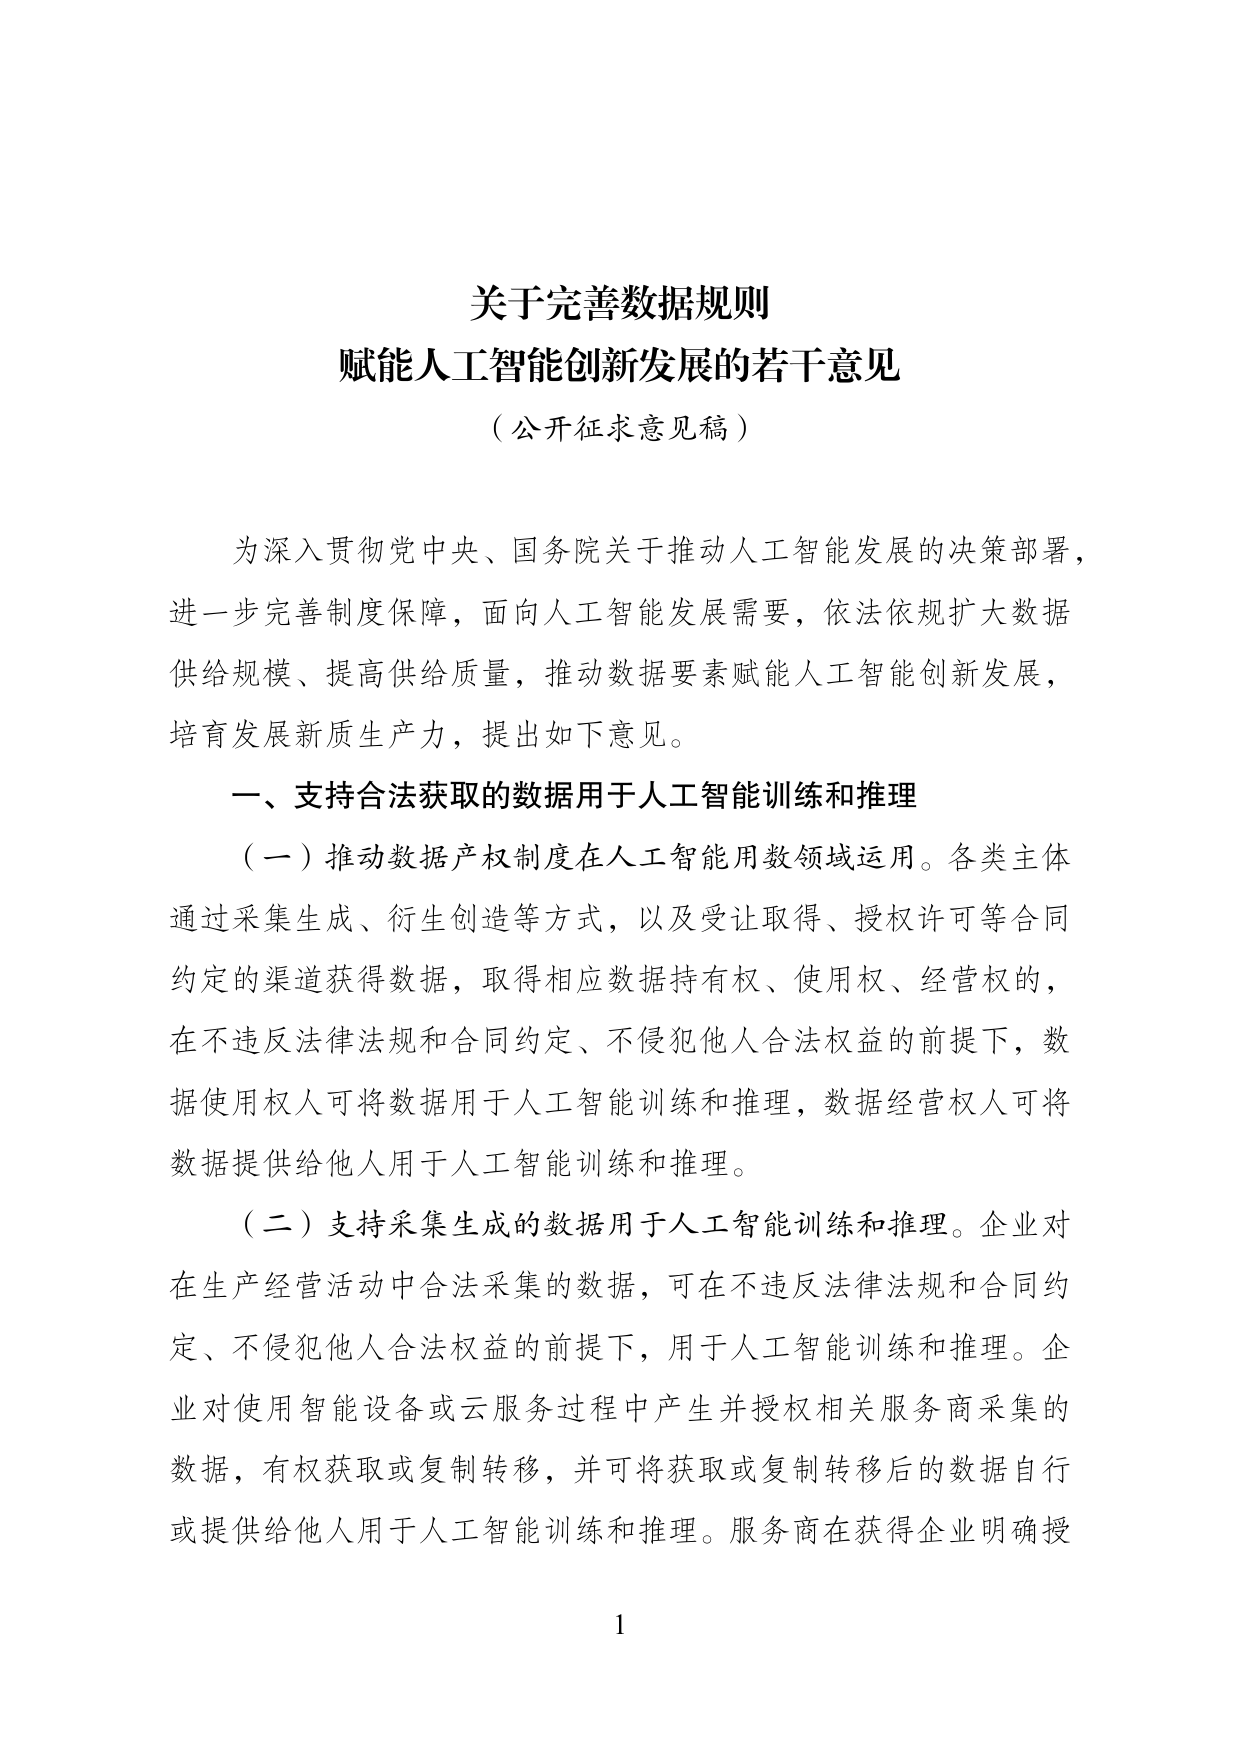 关于完善数据规则
赋能人工智能创新发展的若干意见
（公开征求意见稿）
为深入贯彻党中央、国务院关于推动人工智能发展的决策部署，
进一步完善制度保障，面向人工智能发展需要，依法依规扩大数据
供给规模、提高供给质量，推动数据要素赋能人工智能创新发展，
培育发展新质生产力，提出如下意见。
一、支持合法获取的数据用于人工智能训练和推理
（一）推动数据产权制度在人工智能用数领域运用。各类主体
通过采集生成、衍生创造等方式，以及受让取得、授权许可等合同
约定的渠道获得数据，取得相应数据持有权、使用权、经营权的，
在不违反法律法规和合同约定、不侵犯他人合法权益的前提下，数
据使用权人可将数据用于人工智能训练和推理，数据经营权人可将
数据提供给他人用于人工智能训练和推理。
（二）支持采集生成的数据用于人工智能训练和推理。企业对
在生产经营活动中合法采集的数据，可在不违反法律法规和合同约
定、不侵犯他人合法权益的前提下，用于人工智能训练和推理。企
业对使用智能设备或云服务过程中产生并授权相关服务商采集的
数据，有权获取或复制转移，并可将获取或复制转移后的数据自行
或提供给他人用于人工智能训练和推理。服务商在获得企业明确授
1